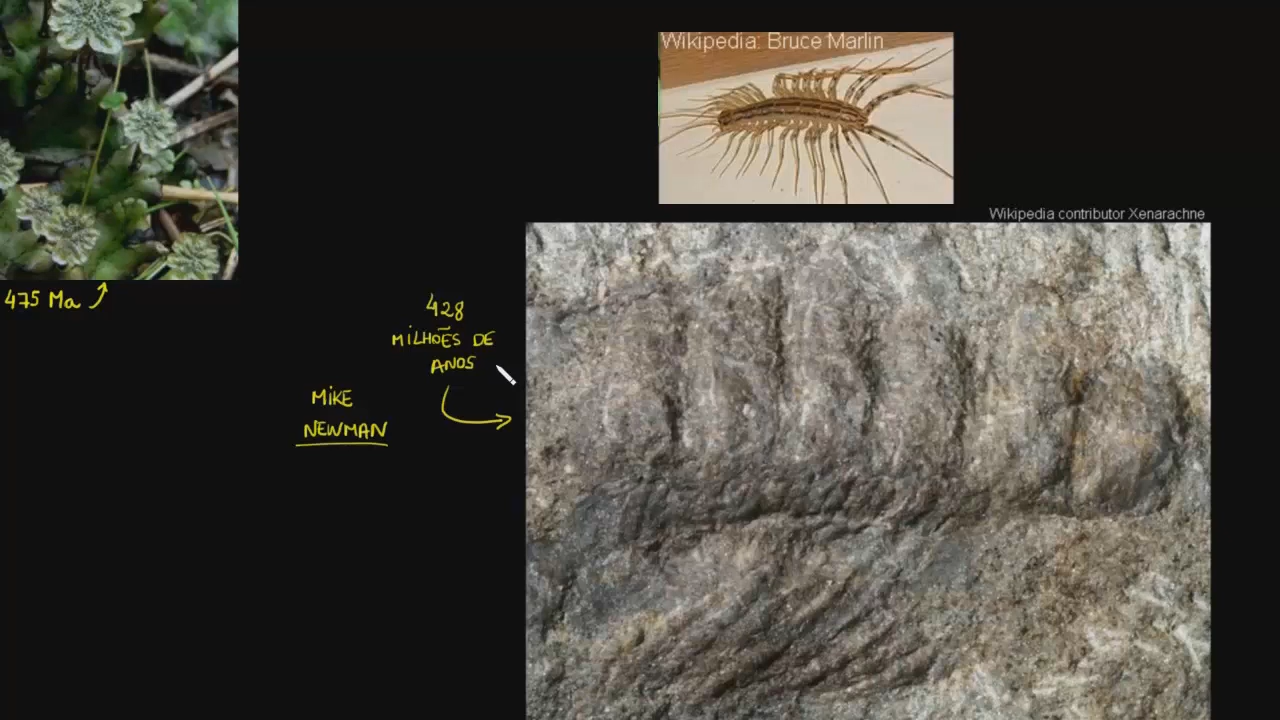 Wikipedia: Bruce Marlin
Wikipedia contributor Xenarachne
475 Ma
428
MILHÕES DE
ANOS
MIKE
NEWMAN